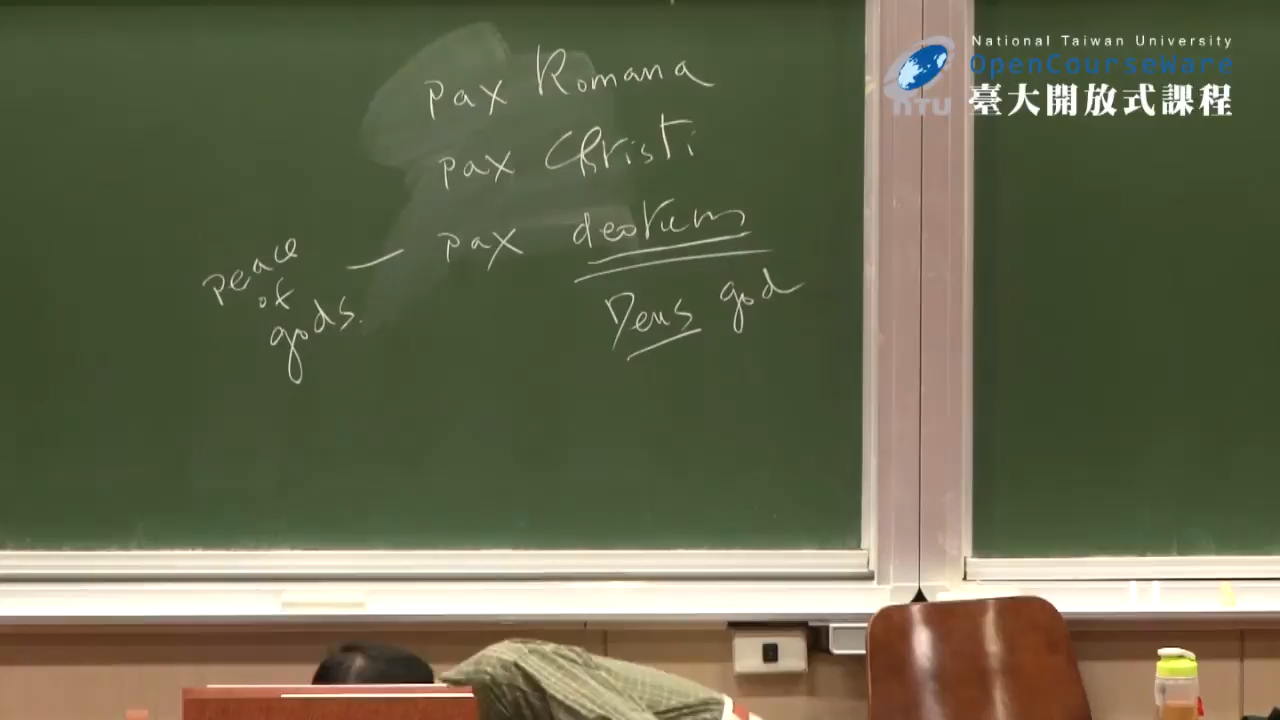 National Taiwan University
OpenCourseWare
臺大開放式課程
NTU
pax Romana
pax Christi
peace of gods. — pax deorum
Deus god